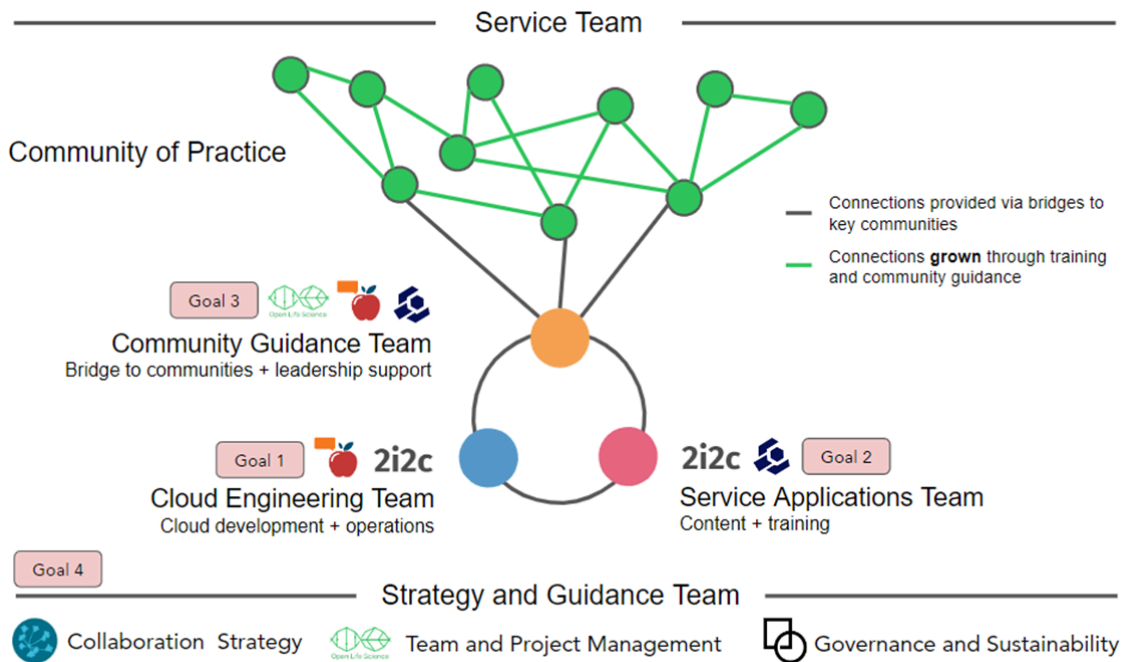 Service Team
Community of Practice
Connections provided via bridges to
key communities
Connections grown through training
and community guidance
Goal 3
Open Life Science
Community Guidance Team
Bridge to communities + leadership support
Goal 1
2i2c
Cloud Engineering Team
Cloud development + operations
2i2c
Goal 2
Service Applications Team
Content + training
Goal 4
Strategy and Guidance Team
Collaboration Strategy
Open Life Science
Team and Project Management
Governance and Sustainability